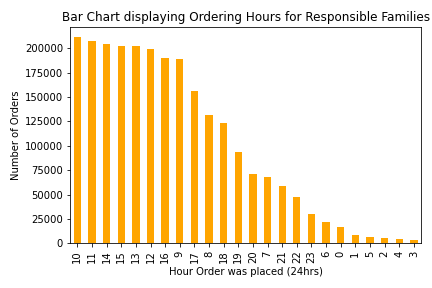 Bar Chart displaying Ordering Hours for Responsible Families
Number of Orders
200000
175000
150000
125000
100000
75000
50000
25000
0
10 11 14 15 13 12 16 9 17 8 18 19 20 7 21 22 23 6 0 1 5 2 4 3
Hour Order was placed (24hrs)